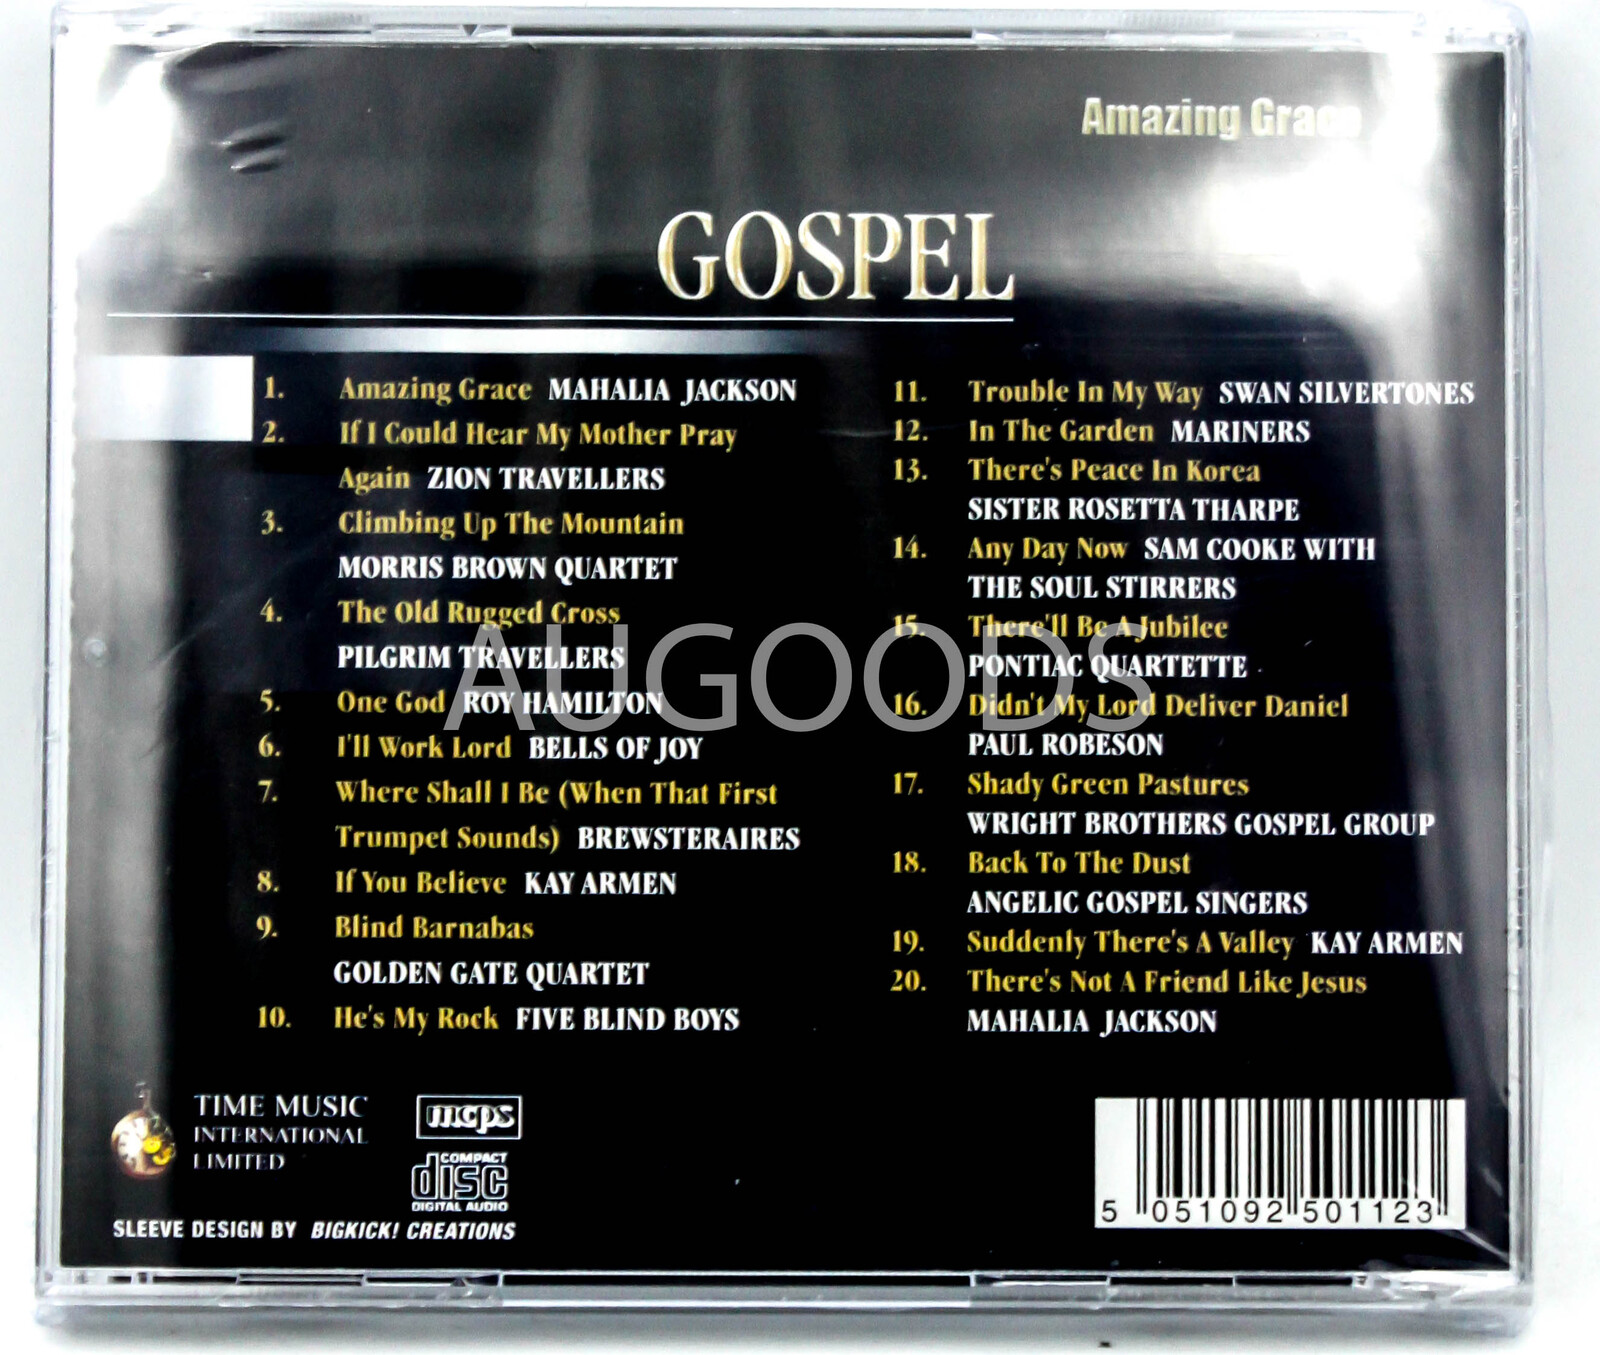 Amazing Grace
GOSPEL
1. Amazing Grace MAHALIA JACKSON
2. If I Could Hear My Mother Pray
Again ZION TRAVELLERS
3. Climbing Up The Mountain
MORRIS BROWN QUARTET
4. The Old Rugged Cross
PILGRIM TRAVELLERS
5. One God ROY HAMILTON
6. I'll Work Lord BELLS OF JOY
7. Where Shall I Be (When That First
Trumpet Sounds) BREWSTERAIRES
8. If You Believe KAY ARMEN
9. Blind Barnabas
GOLDEN GATE QUARTET
10. He's My Rock FIVE BLIND BOYS
11. Trouble In My Way SWAN SILVERTONES
12. In The Garden MARINERS
13. There's Peace In Korea
SISTER ROSETTA THARPE
14. Any Day Now SAM COOKE WITH
THE SOUL STIRRERS
15. There'll Be A Jubilee
PONTIAC QUARTETTE
16. Didn't My Lord Deliver Daniel
PAUL ROBESON
17. Shady Green Pastures
WRIGHT BROTHERS GOSPEL GROUP
18. Back To The Dust
ANGELIC GOSPEL SINGERS
19. Suddenly There's A Valley KAY ARMEN
20. There's Not A Friend Like Jesus
MAHALIA JACKSON
AUGOODS
TIME MUSIC
INTERNATIONAL
LIMITED
mcps
COMPACT
disc
DIGITAL AUDIO
SLEEVE DESIGN BY BIGKICK! CREATIONS
5 051092 501123